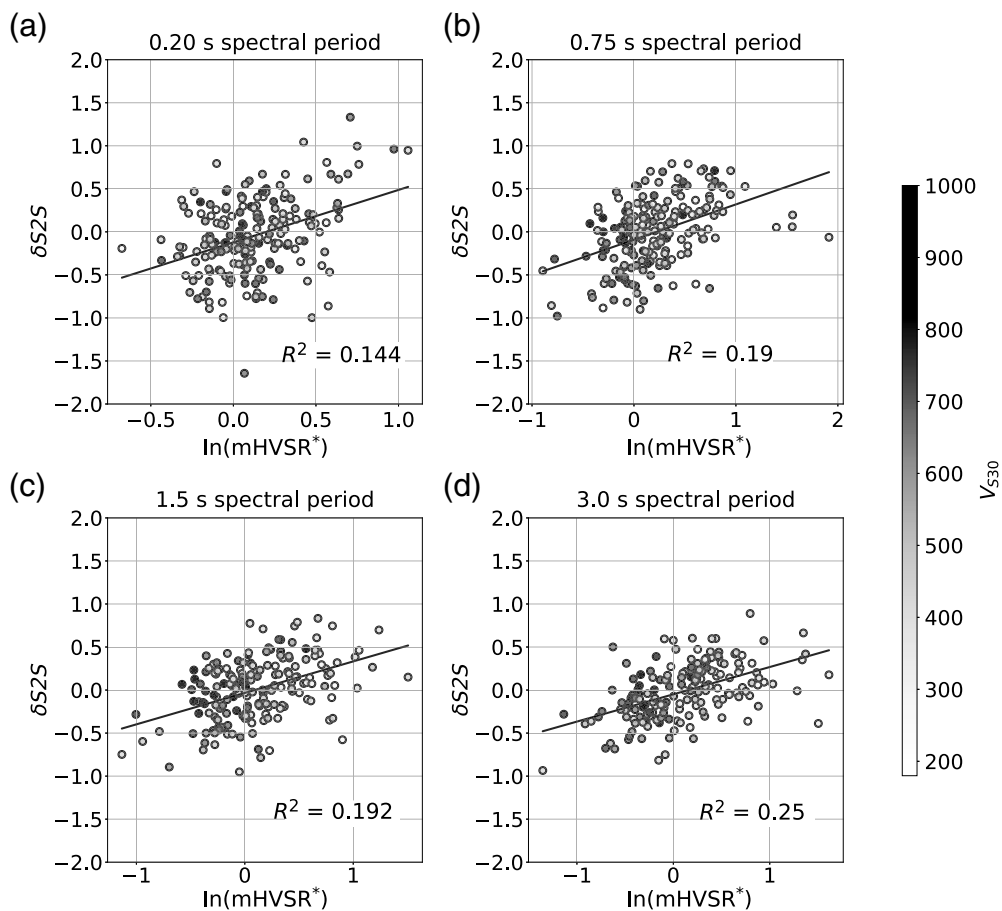 (a)
0.20 s spectral period
2.0
1.5
1.0
0.5
0.0
−0.5
−1.0
−1.5
−2.0
δS2S
R² = 0.144
−0.5 0.0 0.5 1.0
ln(mHVSR*)
(b)
0.75 s spectral period
2.0
1.5
1.0
0.5
0.0
−0.5
−1.0
−1.5
−2.0
δS2S
R² = 0.19
−1 0 1 2
ln(mHVSR*)
(c)
1.5 s spectral period
2.0
1.5
1.0
0.5
0.0
−0.5
−1.0
−1.5
−2.0
δS2S
R² = 0.192
−1 0 1
ln(mHVSR*)
(d)
3.0 s spectral period
2.0
1.5
1.0
0.5
0.0
−0.5
−1.0
−1.5
−2.0
δS2S
R² = 0.25
−1 0 1
ln(mHVSR*)
1000
900
800
700
600
500
400
300
200
V_S30